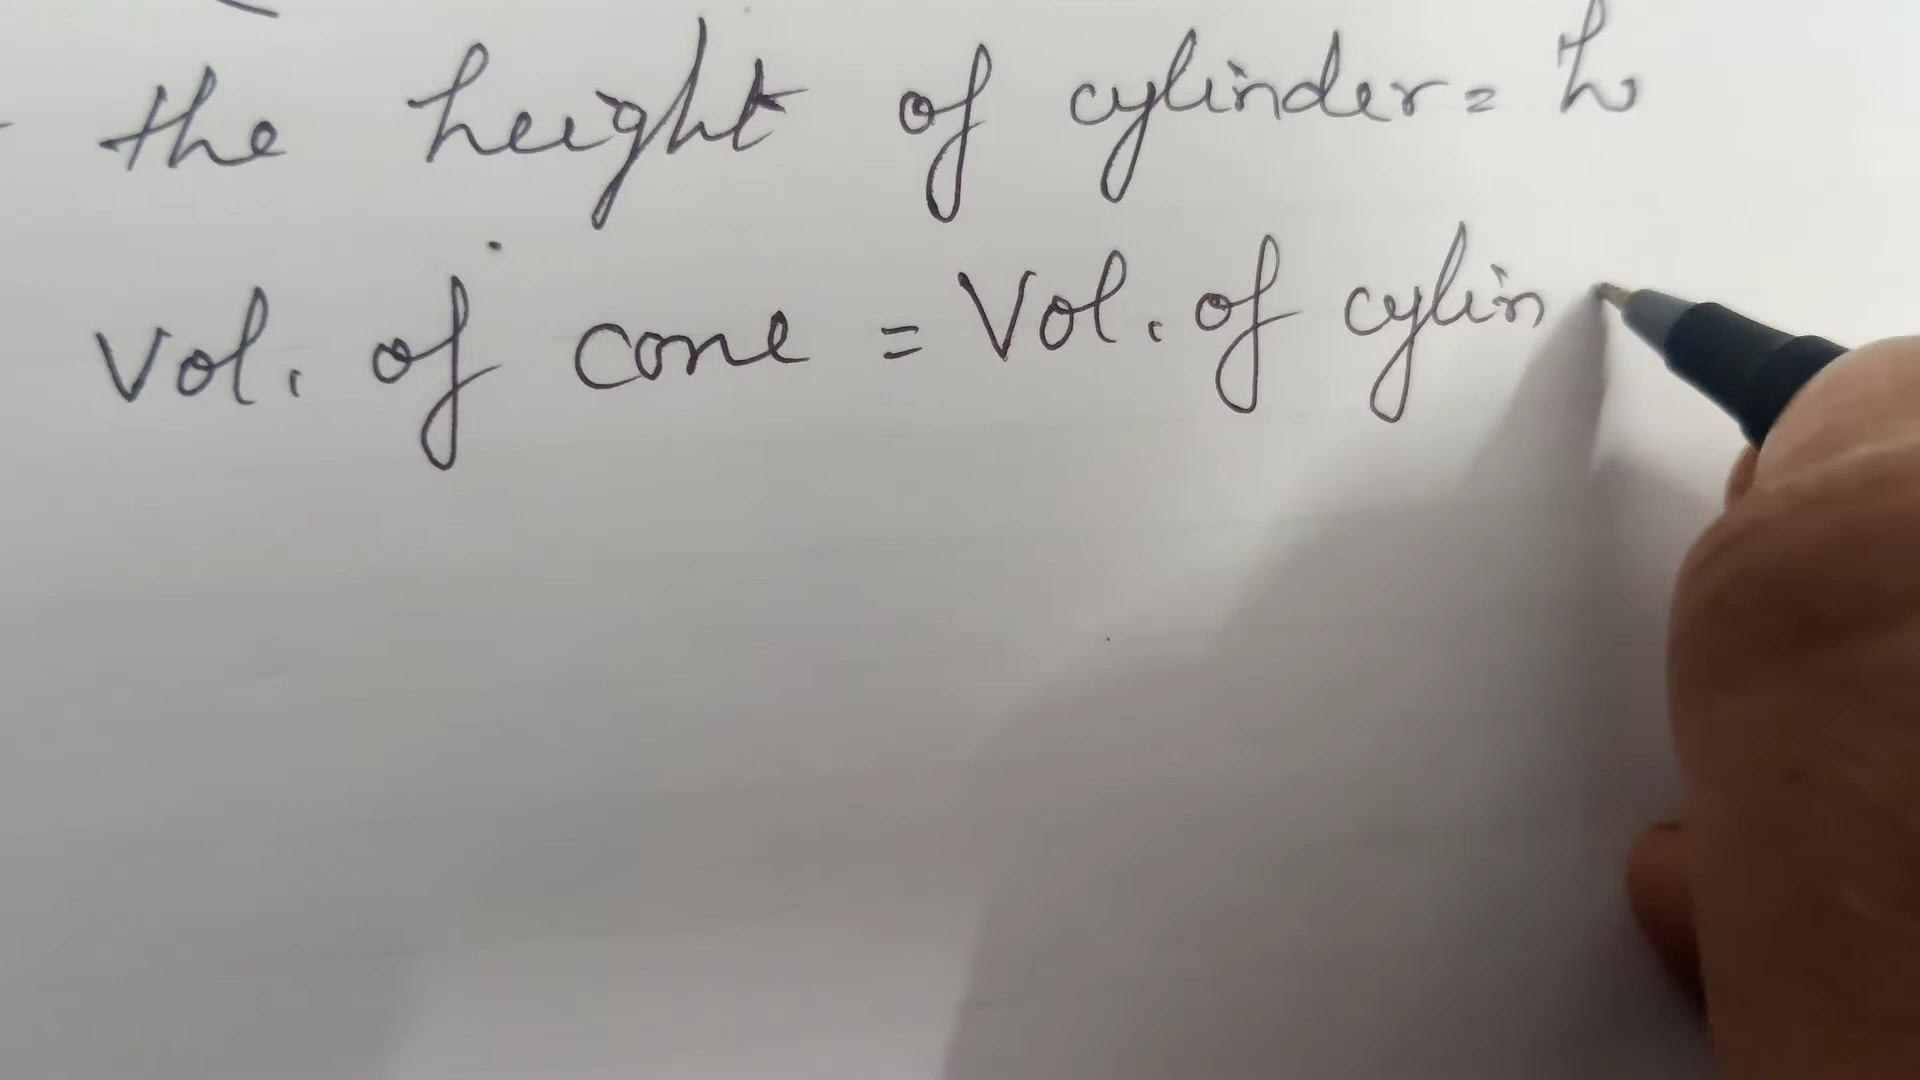 the height of cylinder = h
Vol. of cone = Vol. of cylin